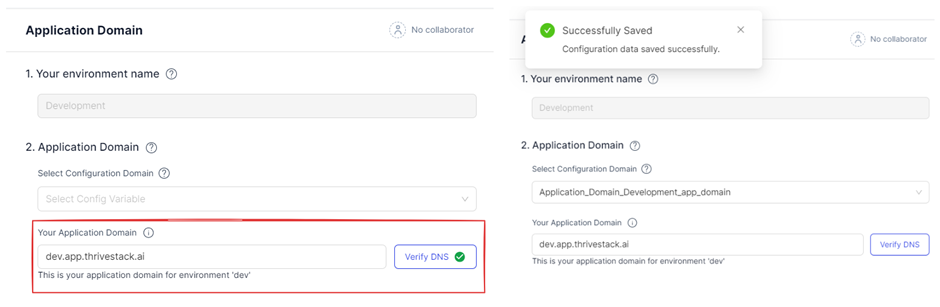 Application Domain
No collaborator
1. Your environment name
Development
2. Application Domain
Select Configuration Domain
Select Config Variable
Your Application Domain
dev.app.thrivestack.ai
Verify DNS
This is your application domain for environment 'dev'
Successfully Saved
Configuration data saved successfully.
No collaborator
1. Your environment name
Development
2. Application Domain
Select Configuration Domain
Application_Domain_Development_app_domain
Your Application Domain
dev.app.thrivestack.ai
Verify DNS
This is your application domain for environment 'dev'